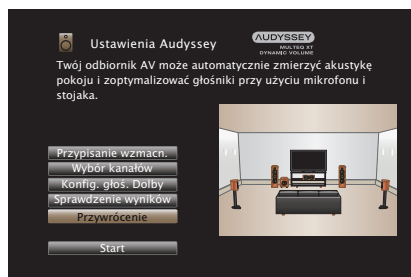 Ustawienia Audyssey
AUDYSSEY
MULTEQ XT
DYNAMIC VOLUME
Twój odbiornik AV może automatycznie zmierzyć akustykę
pokoju i zoptymalizować głośniki przy użyciu mikrofonu i
stojaka.
Przypisanie wzmacn.
Wybór kanałów
Konfig. głoś. Dolby
Sprawdzenie wyników
Przywrócenie
Start